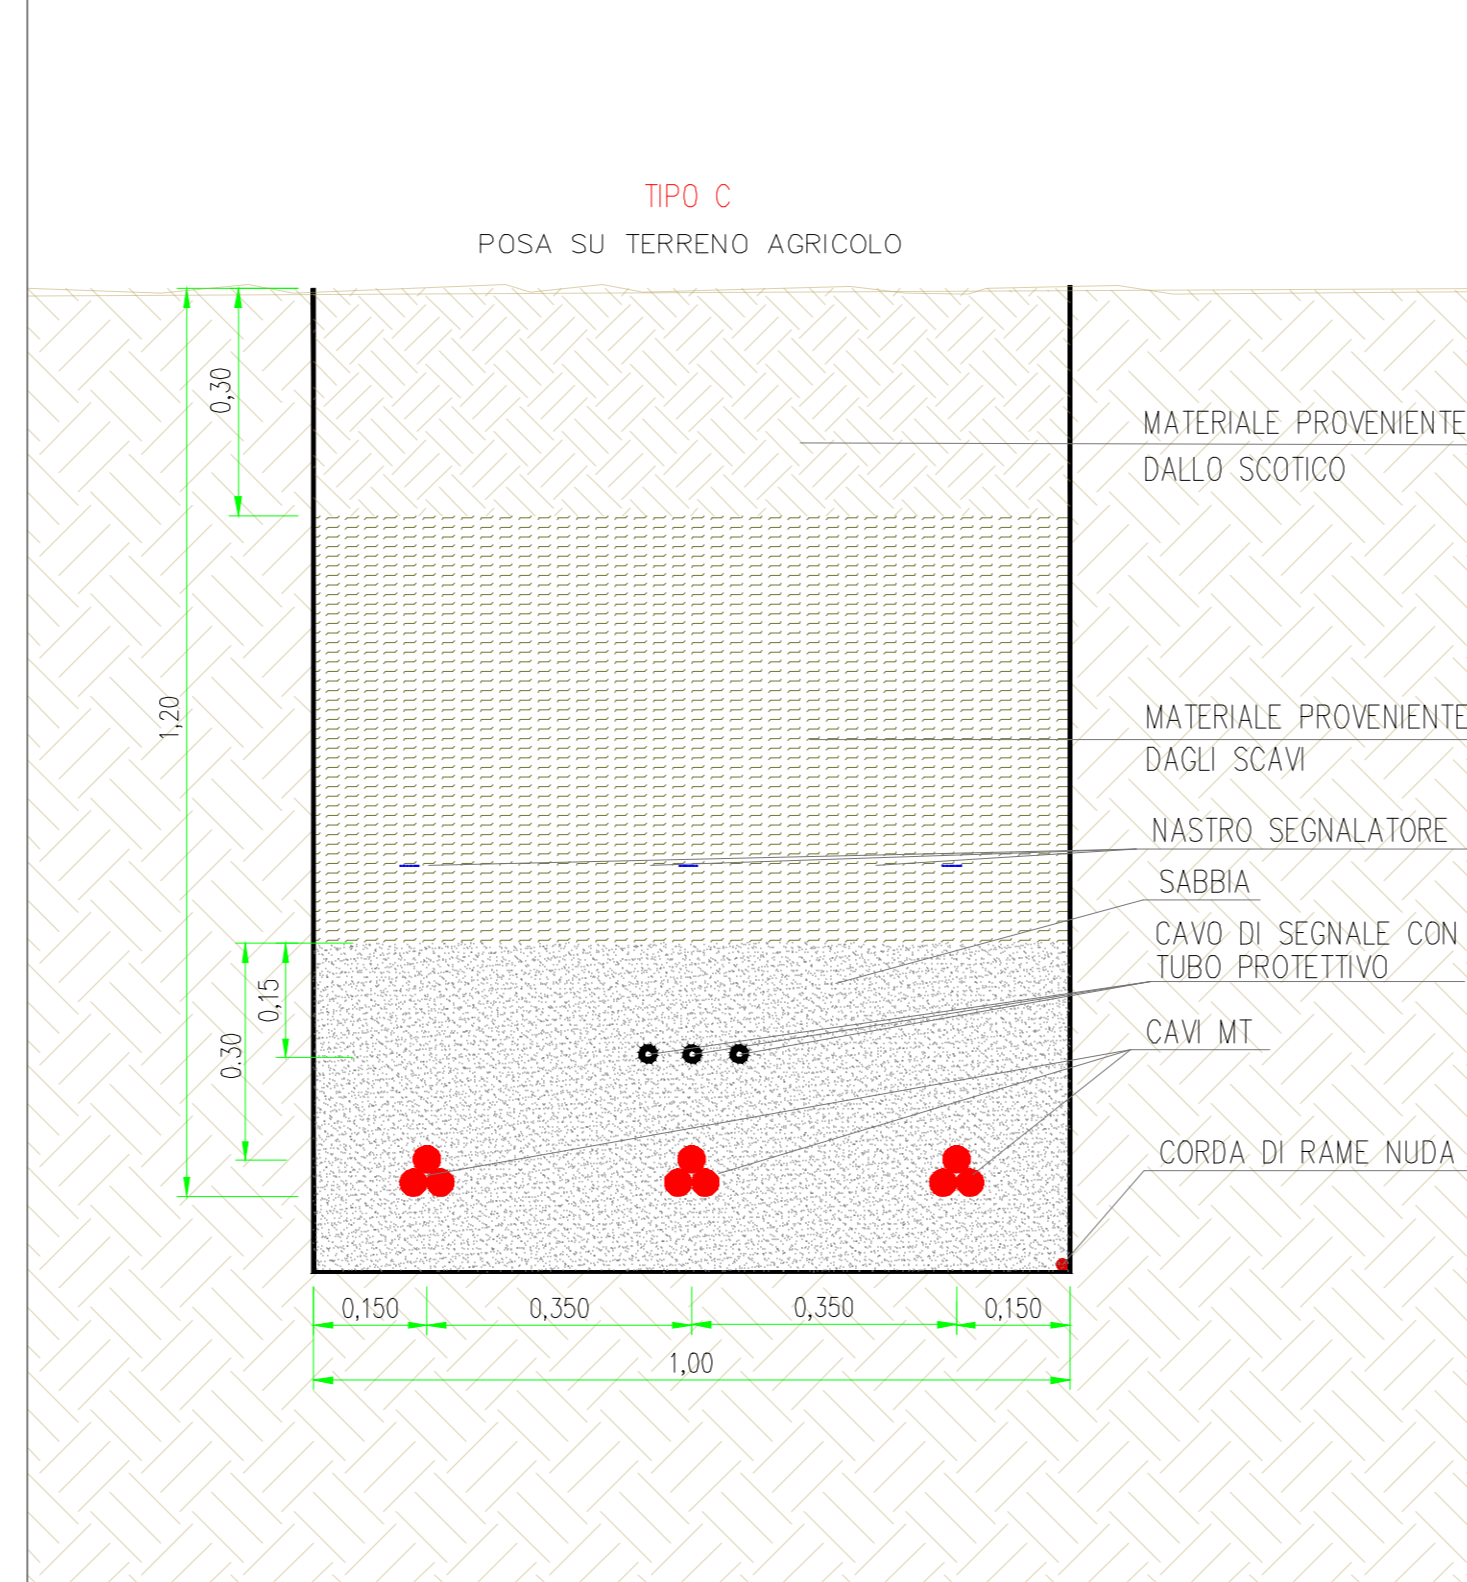 TIPO C
POSA SU TERRENO AGRICOLO
0,30
MATERIALE PROVENIENTE
DALLO SCOTICO
1,20
MATERIALE PROVENIENTE
DAGLI SCAVI
NASTRO SEGNALATORE
SABBIA
CAVO DI SEGNALE CON
TUBO PROTETTIVO
0,15
0.30
CAVI MT
CORDA DI RAME NUDA
0,150 0,350 0,350 0,150
1,00